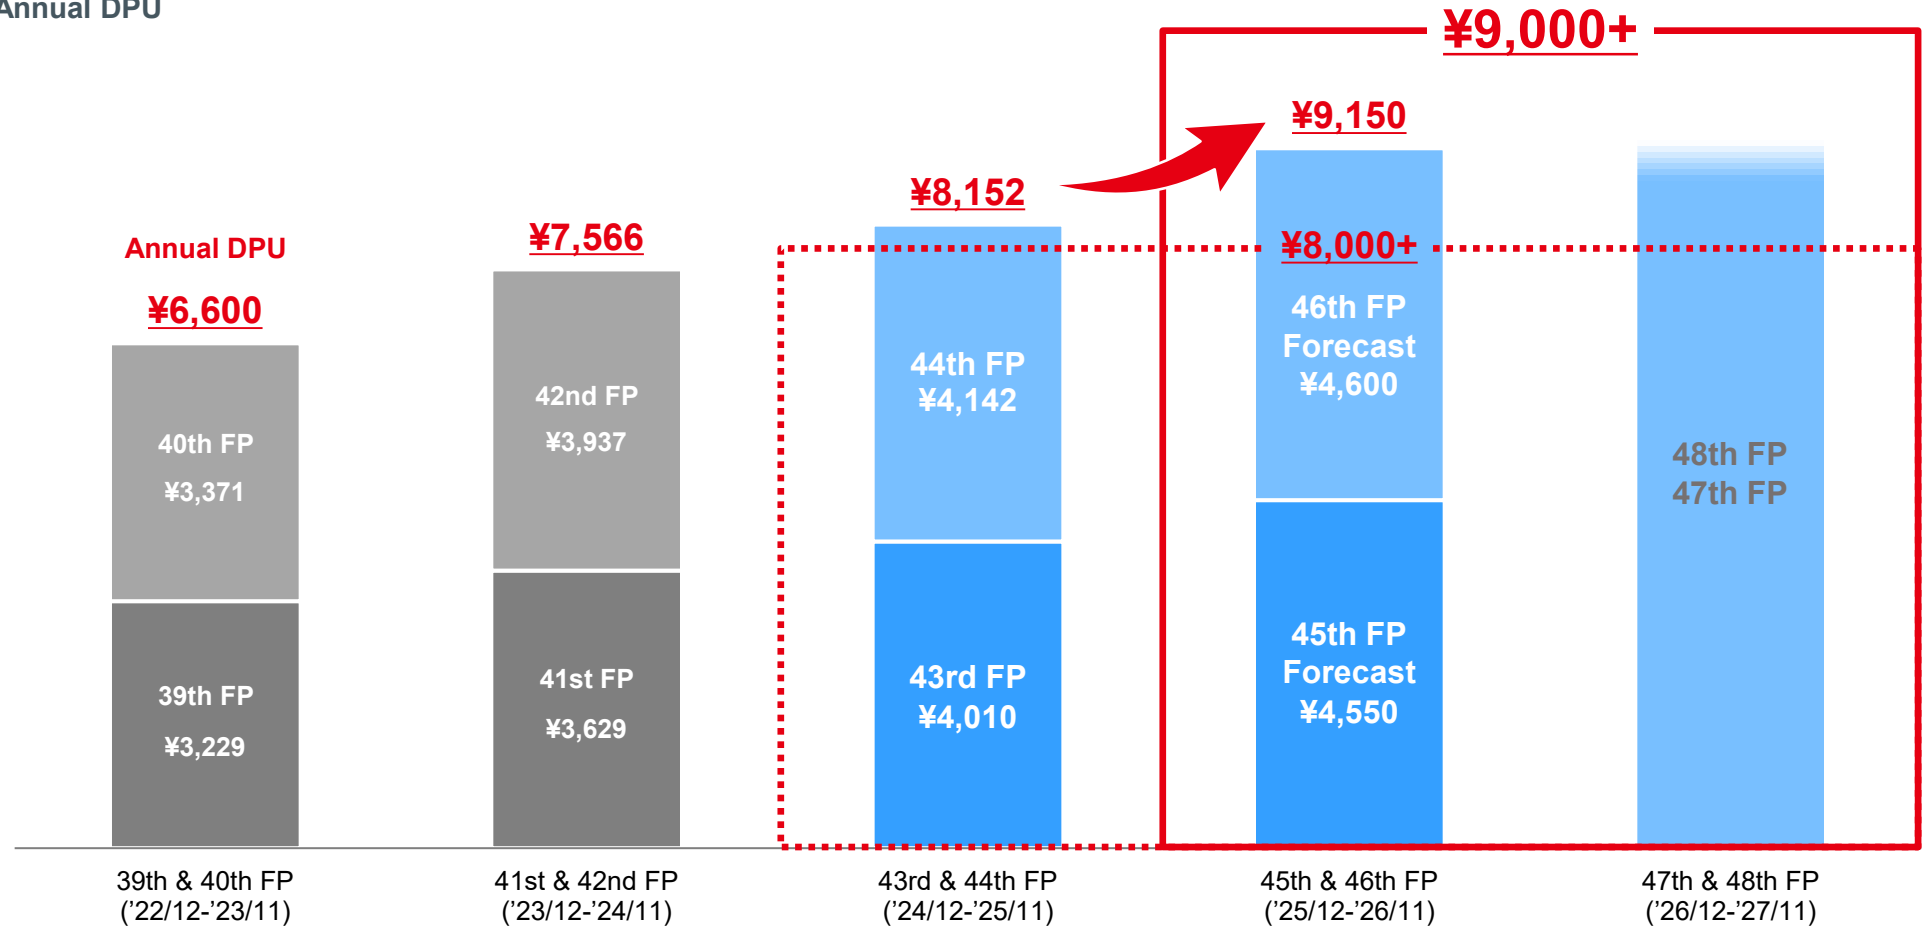 Annual DPU
¥9,000+
¥9,150
¥8,152
¥7,566
Annual DPU
¥6,600
¥8,000+
40th FP
¥3,371
39th FP
¥3,229
42nd FP
¥3,937
41st FP
¥3,629
44th FP
¥4,142
43rd FP
¥4,010
46th FP
Forecast
¥4,600
45th FP
Forecast
¥4,550
48th FP
47th FP
39th & 40th FP
(’22/12-’23/11)
41st & 42nd FP
(’23/12-’24/11)
43rd & 44th FP
(’24/12-’25/11)
45th & 46th FP
(’25/12-’26/11)
47th & 48th FP
(’26/12-’27/11)